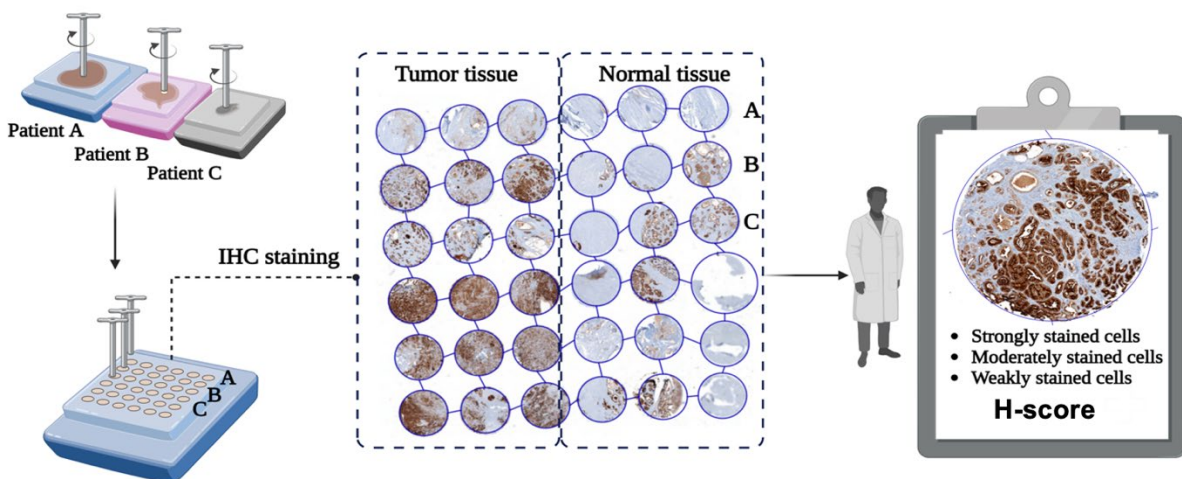 Patient A
Patient B
Patient C
A
B
C
IHC staining
Tumor tissue
Normal tissue
A
B
C
• Strongly stained cells
• Moderately stained cells
• Weakly stained cells
H-score